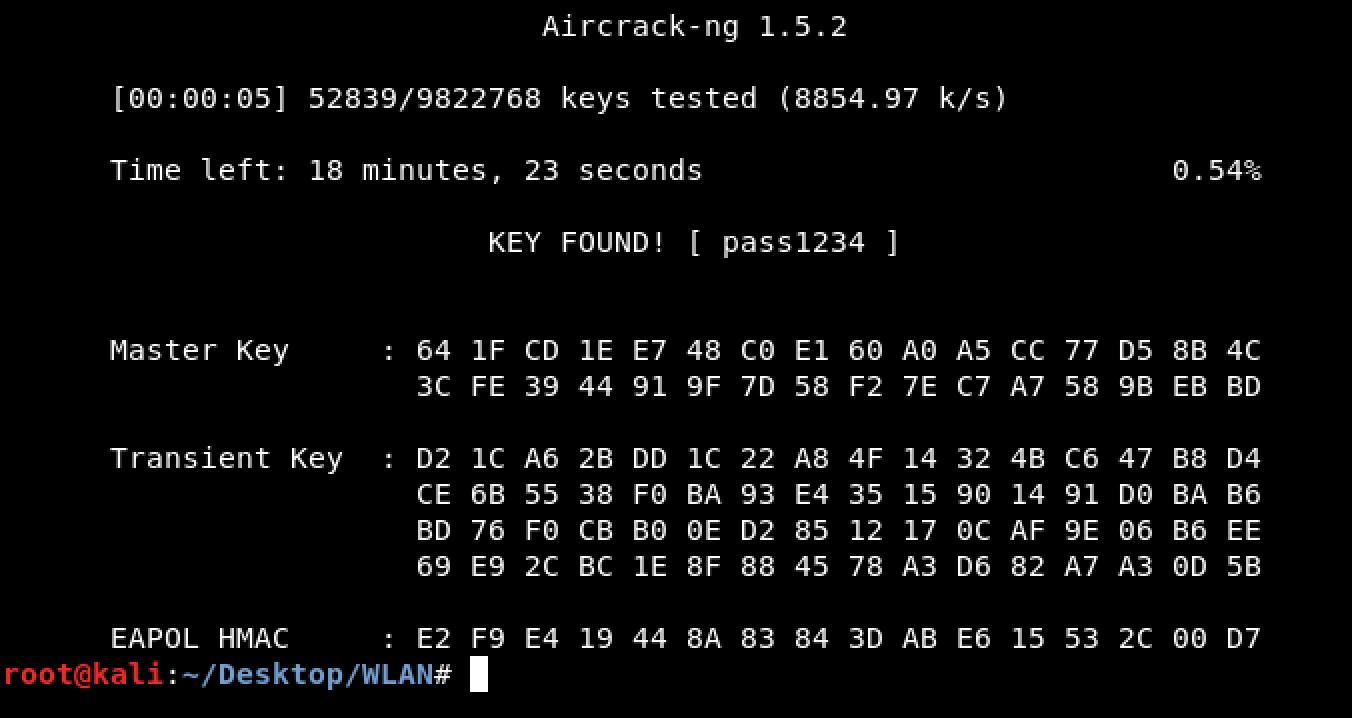 Aircrack-ng 1.5.2
[00:00:05] 52839/9822768 keys tested (8854.97 k/s)
Time left: 18 minutes, 23 seconds 0.54%
KEY FOUND! [ pass1234 ]
Master Key : 64 1F CD 1E E7 48 C0 E1 60 A0 A5 CC 77 D5 8B 4C
3C FE 39 44 91 9F 7D 58 F2 7E C7 A7 58 9B EB BD
Transient Key : D2 1C A6 2B DD 1C 22 A8 4F 14 32 4B C6 47 B8 D4
CE 6B 55 38 F0 BA 93 E4 35 15 90 14 91 D0 BA B6
BD 76 F0 CB B0 0E D2 85 12 17 0C AF 9E 06 B6 EE
69 E9 2C BC 1E 8F 88 45 78 A3 D6 82 A7 A3 0D 5B
EAPOL HMAC : E2 F9 E4 19 44 8A 83 84 3D AB E6 15 53 2C 00 D7
root@kali:~/Desktop/WLAN#